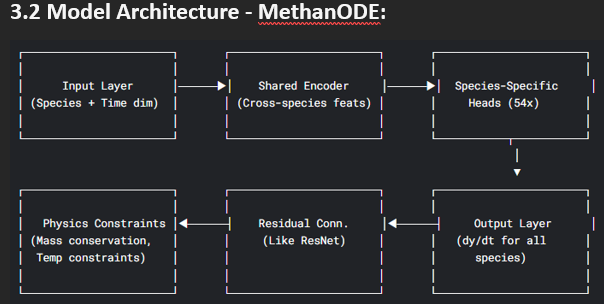 3.2 Model Architecture - MethanODE:
Input Layer
(Species + Time dim)
Shared Encoder
(Cross-species feats)
Species-Specific
Heads (54x)
Physics Constraints
(Mass conservation,
Temp constraints)
Residual Conn.
(Like ResNet)
Output Layer
(dy/dt for all
species)